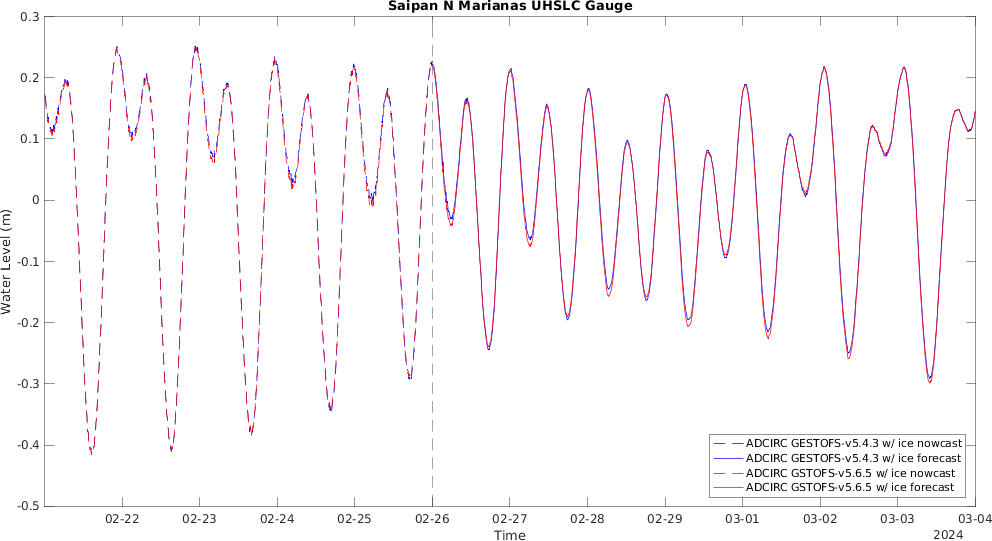 Saipan N Marianas UHSLC Gauge
Water Level (m)
0.3
0.2
0.1
0
-0.1
-0.2
-0.3
-0.4
-0.5
ADCIRC GESTOFS-v5.4.3 w/ ice nowcast
ADCIRC GESTOFS-v5.4.3 w/ ice forecast
ADCIRC GSTOFS-v5.6.5 w/ ice nowcast
ADCIRC GSTOFS-v5.6.5 w/ ice forecast
02-22 02-23 02-24 02-25 02-26 02-27 02-28 02-29 03-01 03-02 03-03 03-04
Time
2024